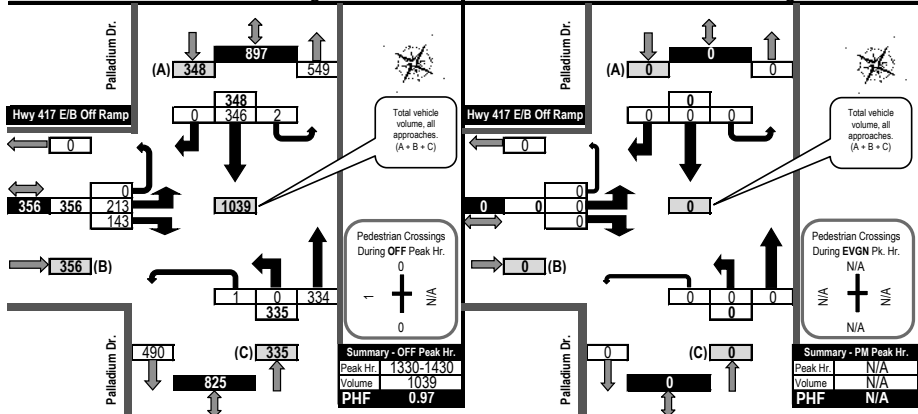 Palladium Dr.
(A) 348
897
549
348
0 346 2
Hwy 417 E/B Off Ramp
0
Total vehicle
volume, all
approaches.
(A + B + C)
0
356 356 213
143
1039
356 (B)
Pedestrian Crossings
During OFF Peak Hr.
0
1 N/A
0
1 0 334
335
Palladium Dr.
490
(C) 335
825
Summary - OFF Peak Hr.
Peak Hr. 1330-1430
Volume 1039
PHF 0.97
Palladium Dr.
(A) 0
0
0
0
0 0 0
Hwy 417 E/B Off Ramp
0
Total vehicle
volume, all
approaches.
(A + B + C)
0
0 0 0
0
0
0 (B)
Pedestrian Crossings
During EVGN Pk. Hr.
N/A
N/A N/A
N/A
0 0 0
0
Palladium Dr.
0
(C) 0
0
Summary - PM Peak Hr.
Peak Hr. N/A
Volume N/A
PHF N/A